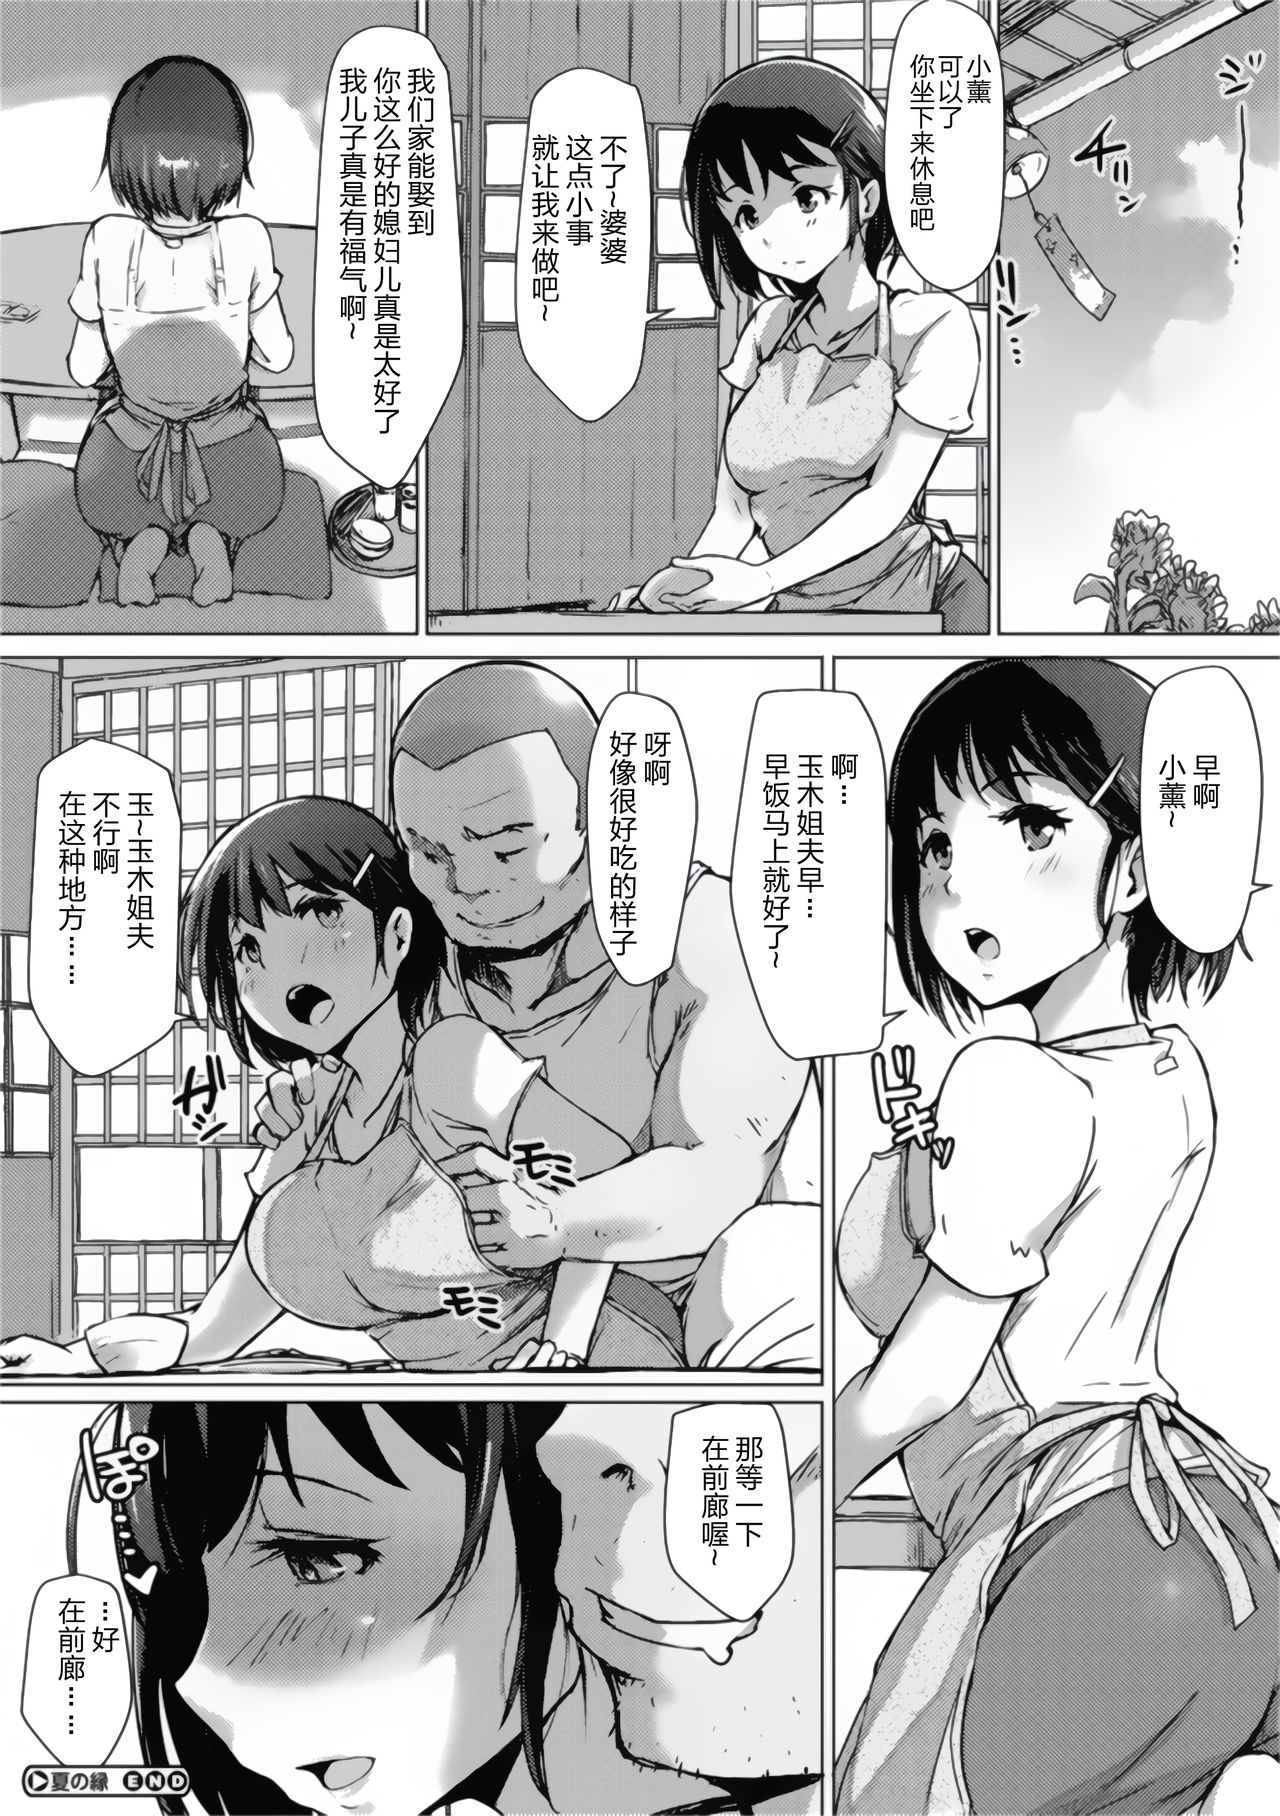 小薰
可以了
你坐下来休息吧
チリーン
不了~婆婆
这点小事
就让我来做吧~
我们家能娶到
你这么好的媳妇儿真是太好了
我儿子真是有福气啊~
早啊
小薰~
啊…
玉木姐夫早…
早饭马上就好了~
ドキッ
呀啊
好像很好吃的样子
玉~玉木姐夫
不行啊
在这种地方……
ガシッ
モミ
モミ
那等一下
在前廊喔~
ぽ……
…好
在前廊……
夏の縁 END